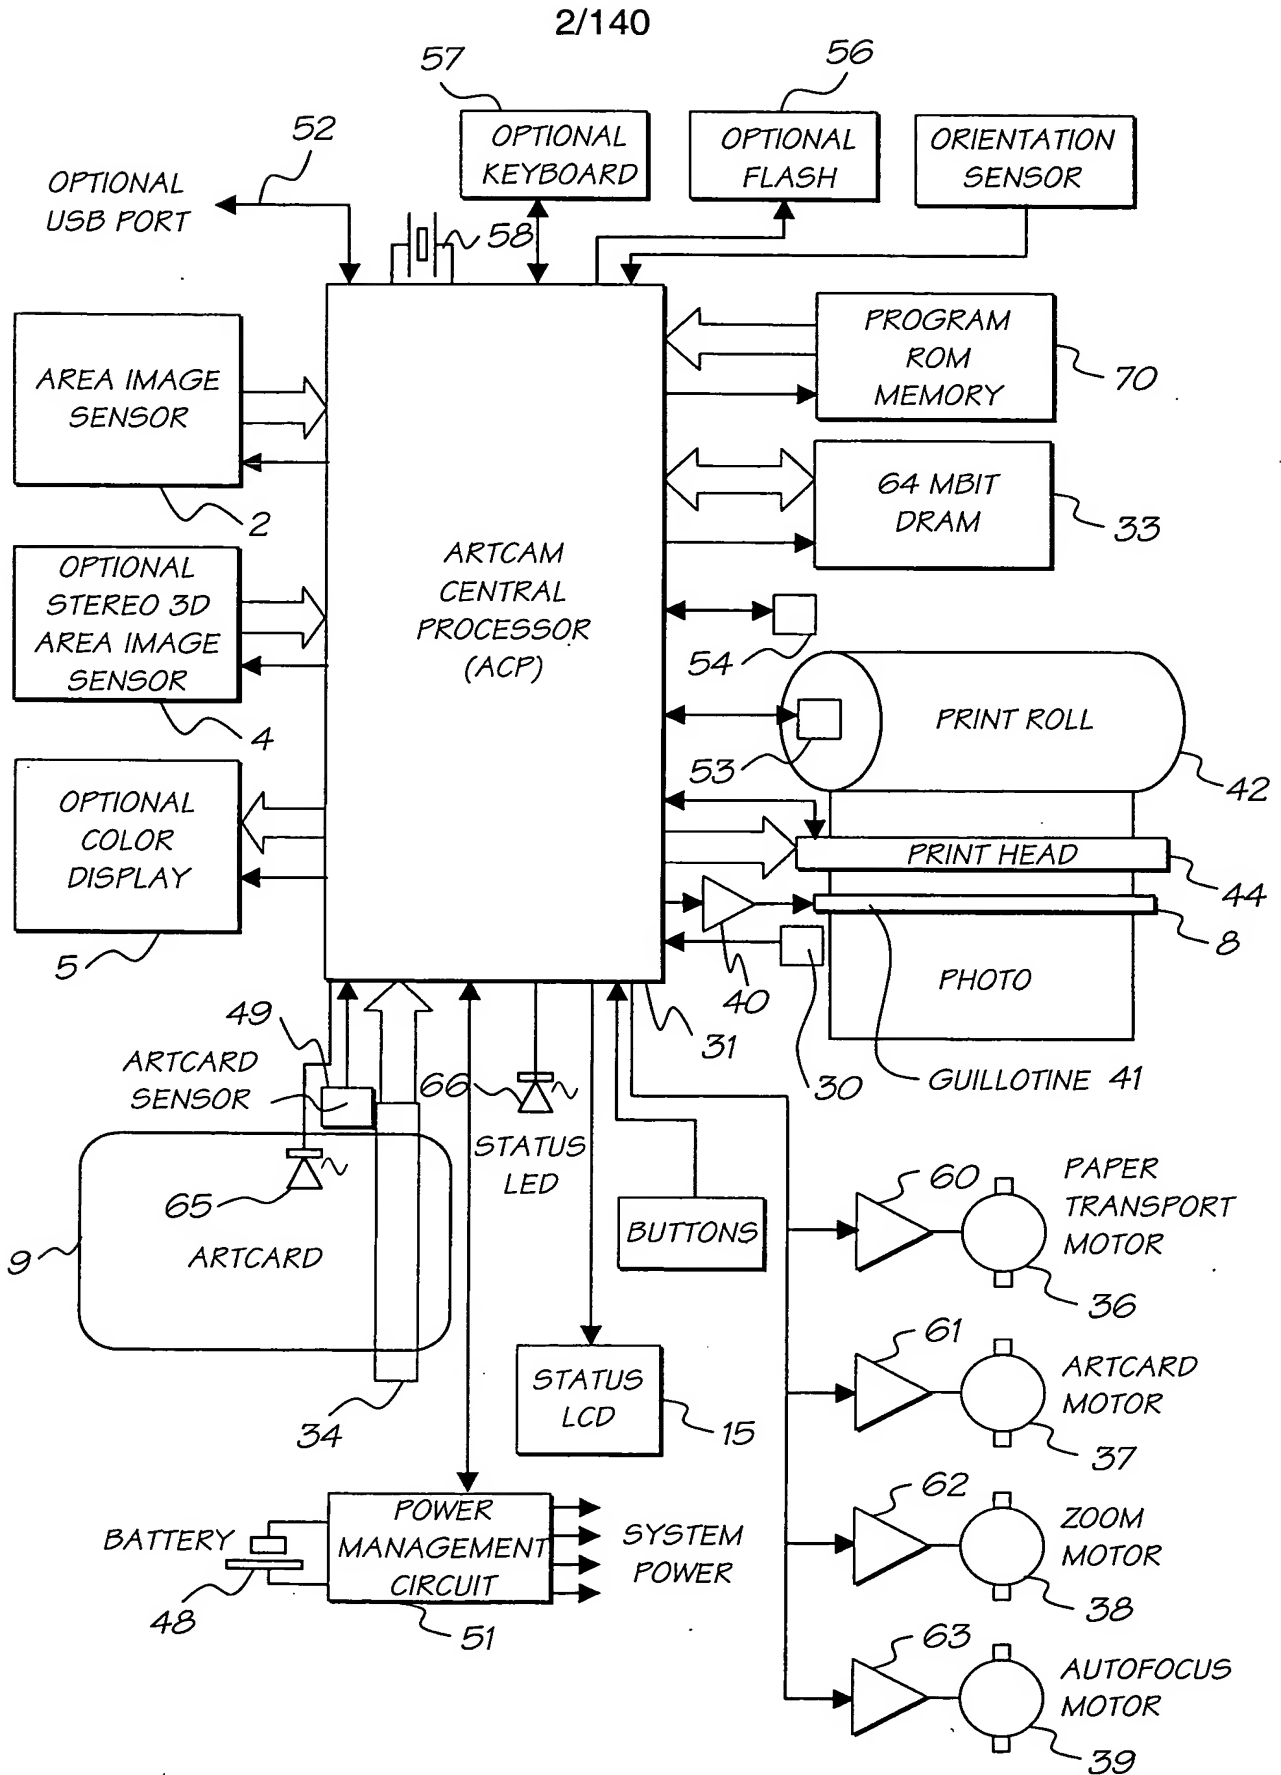 2/140
57
56
52
OPTIONAL
KEYBOARD
OPTIONAL
FLASH
ORIENTATION
SENSOR
OPTIONAL
USB PORT
58
AREA IMAGE
SENSOR
2
PROGRAM
ROM
MEMORY
70
64 MBIT
DRAM
33
OPTIONAL
STEREO 3D
AREA IMAGE
SENSOR
4
ARTCAM
CENTRAL
PROCESSOR
(ACP)
54
PRINT ROLL
53
42
OPTIONAL
COLOR
DISPLAY
5
PRINT HEAD
44
8
40
PHOTO
31
30
GUILLOTINE 41
49
ARTCARD
SENSOR
66
STATUS
LED
65
9
ARTCARD
34
BUTTONS
STATUS
LCD
15
60
PAPER
TRANSPORT
MOTOR
36
61
ARTCARD
MOTOR
37
62
ZOOM
MOTOR
38
63
AUTOFOCUS
MOTOR
39
BATTERY
48
POWER
MANAGEMENT
CIRCUIT
51
SYSTEM
POWER